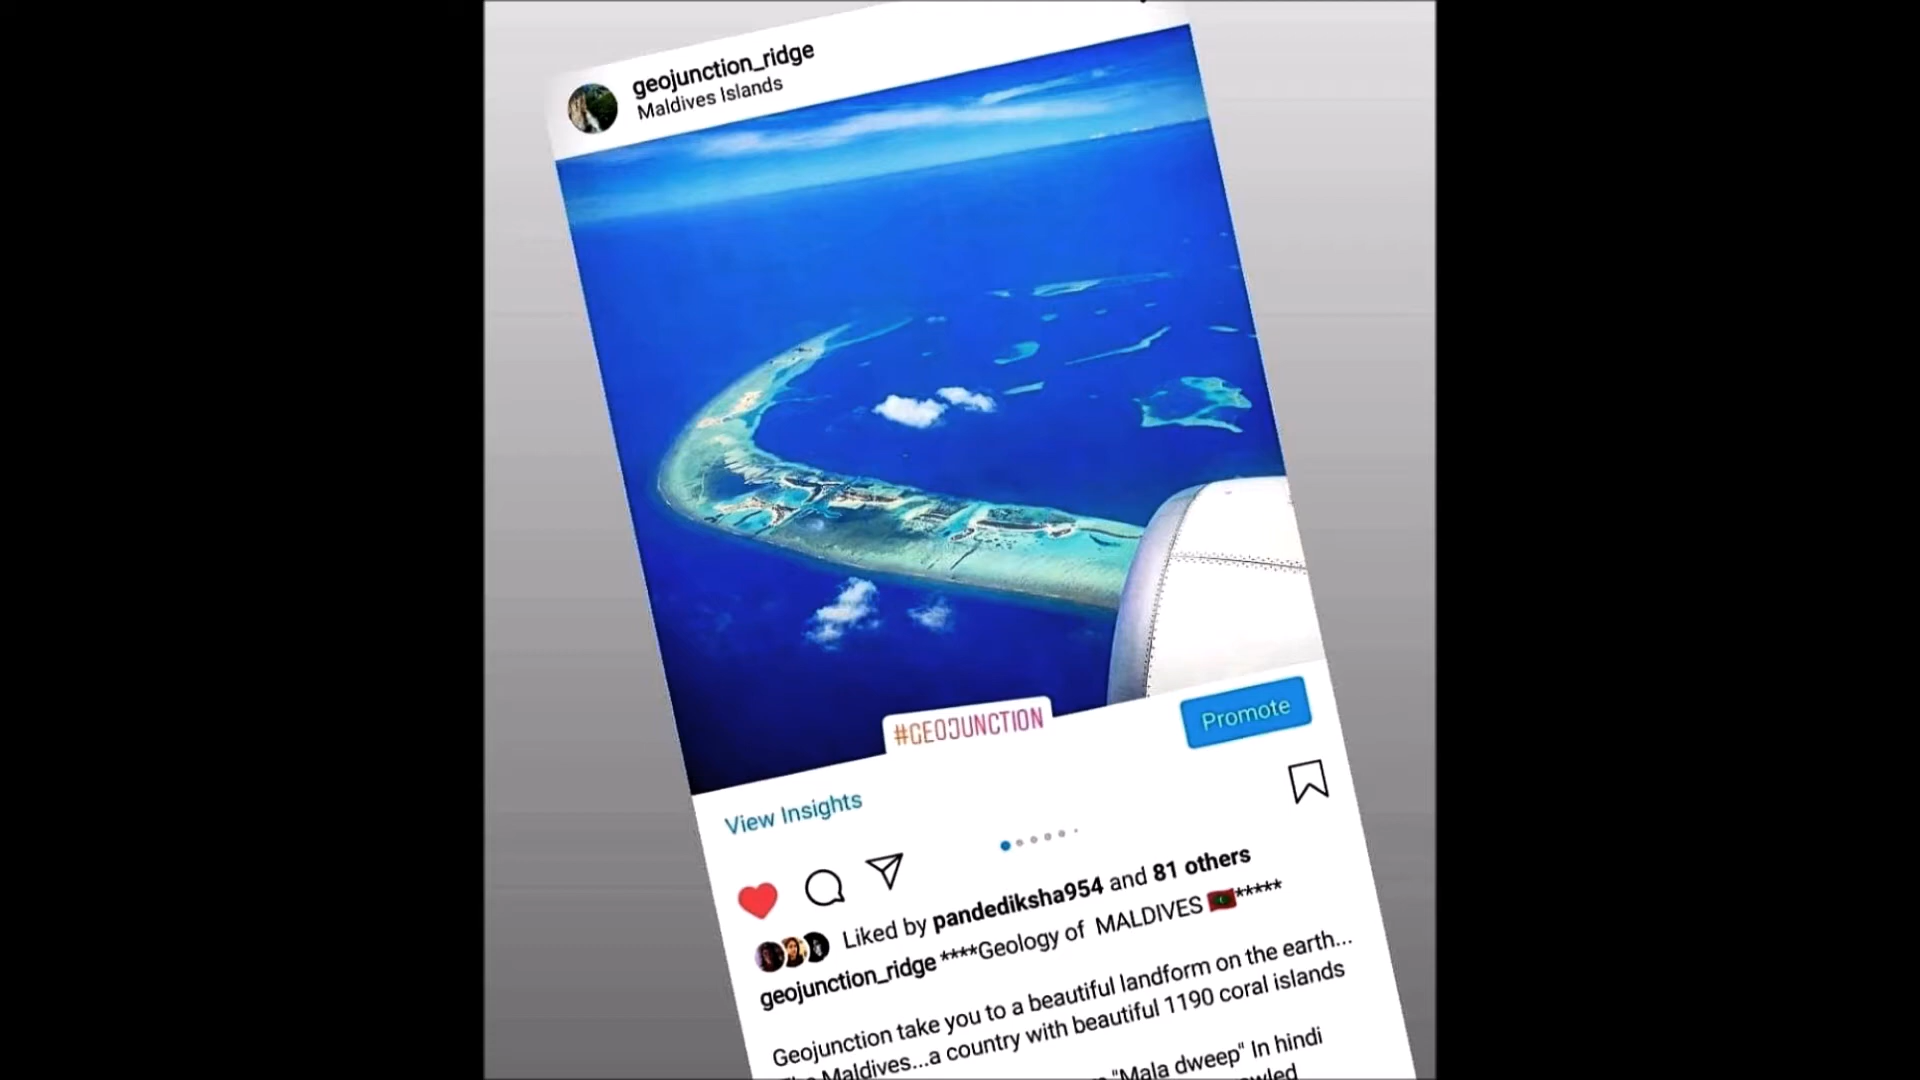 geojunction_ridge
Maldives Islands
#GEOJUNCTION
Promote
View Insights
Liked by pandediksha954 and 81 others
geojunction_ridge ****Geology of MALDIVES 🇲🇻*****
Geojunction take you to a beautiful landform on the earth...
The Maldives...a country with beautiful 1190 coral islands
"Mala dweep" In hindi